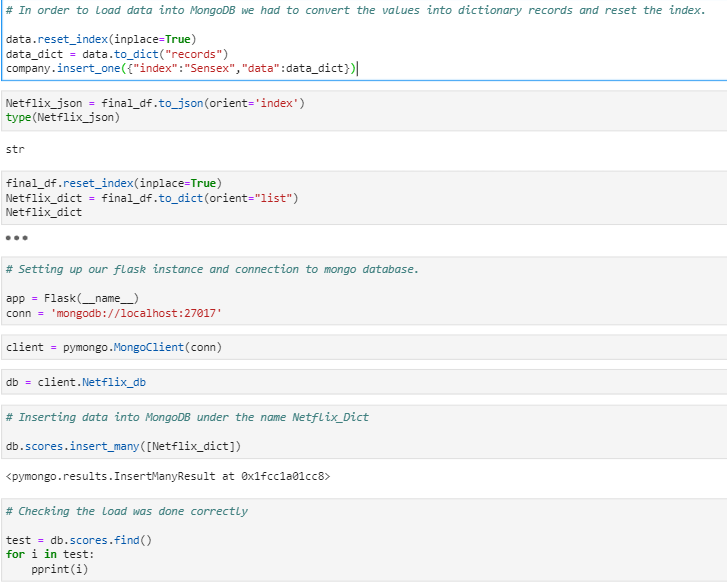 # In order to load data into MongoDB we had to convert the values into dictionary records and reset the index.
data.reset_index(inplace=True)
data_dict = data.to_dict("records")
company.insert_one({"index":"Sensex","data":data_dict})
Netflix_json = final_df.to_json(orient='index')
type(Netflix_json)
str
final_df.reset_index(inplace=True)
Netflix_dict = final_df.to_dict(orient="list")
Netflix_dict
•••
# Setting up our flask instance and connection to mongo database.
app = Flask(__name__)
conn = 'mongodb://localhost:27017'
client = pymongo.MongoClient(conn)
db = client.Netflix_db
# Inserting data into MongoDB under the name Netflix_Dict
db.scores.insert_many([Netflix_dict])
<pymongo.results.InsertManyResult at 0x1fcc1a01cc8>
# Checking the load was done correctly
test = db.scores.find()
for i in test:
    pprint(i)